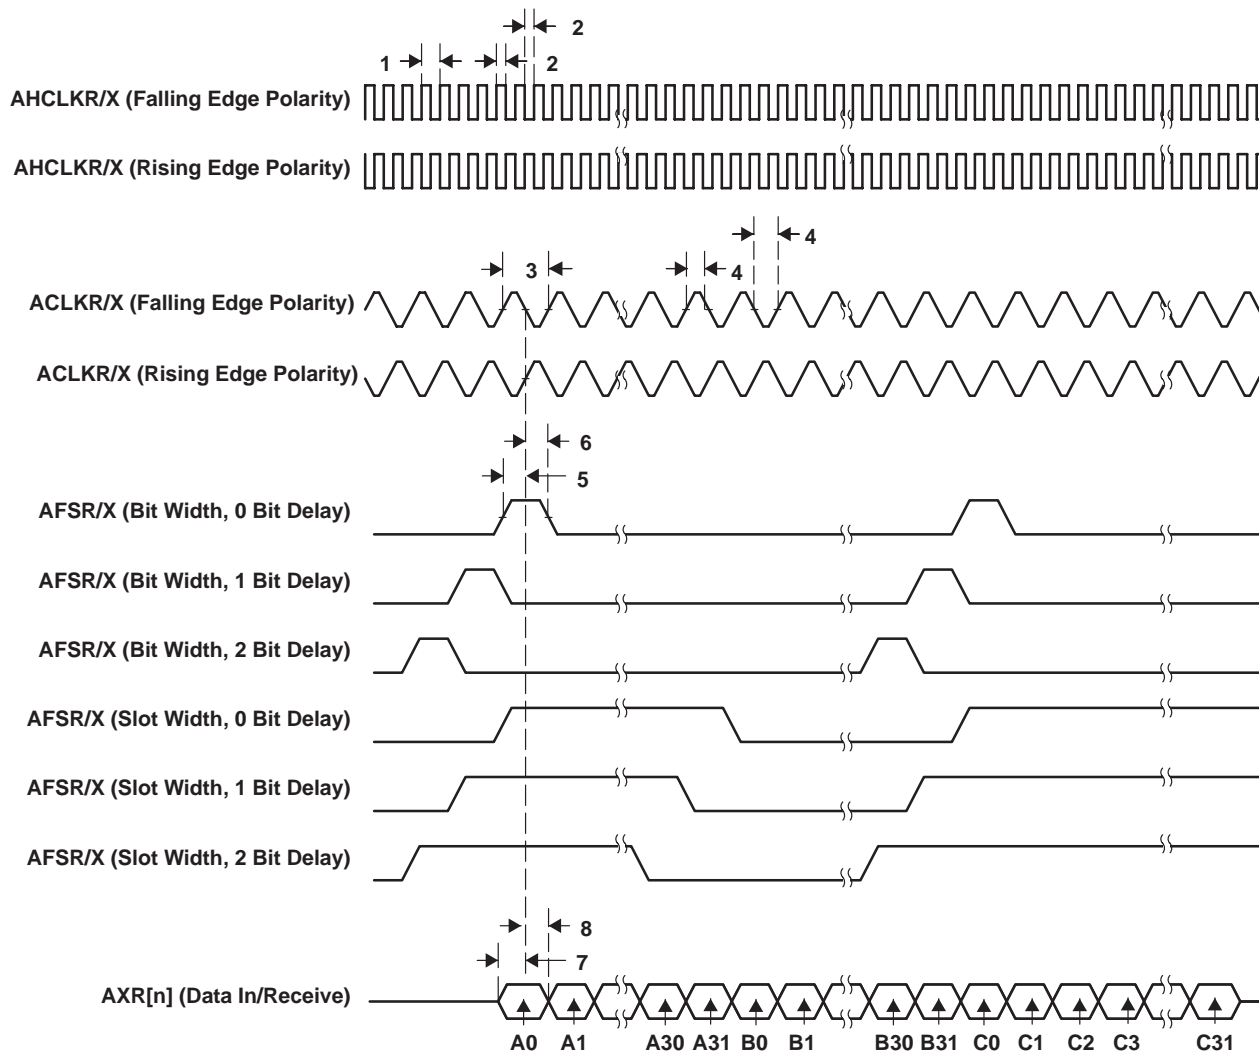 2
1 2
AHCLKR/X (Falling Edge Polarity)
AHCLKR/X (Rising Edge Polarity)
4
3 4
ACLKR/X (Falling Edge Polarity)
ACLKR/X (Rising Edge Polarity)
6
5
AFSR/X (Bit Width, 0 Bit Delay)
AFSR/X (Bit Width, 1 Bit Delay)
AFSR/X (Bit Width, 2 Bit Delay)
AFSR/X (Slot Width, 0 Bit Delay)
AFSR/X (Slot Width, 1 Bit Delay)
AFSR/X (Slot Width, 2 Bit Delay)
8
7
AXR[n] (Data In/Receive)
A0 A1 A30 A31 B0 B1 B30 B31 C0 C1 C2 C3 C31